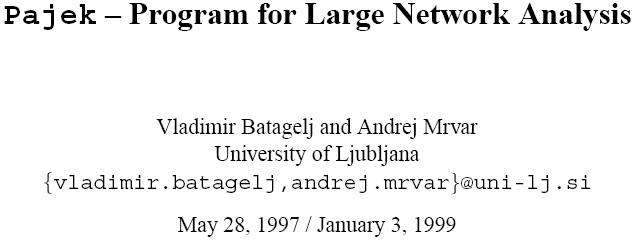 Pajek – Program for Large Network Analysis
Vladimir Batagelj and Andrej Mrvar
University of Ljubljana
{vladimir.batagelj,andrej.mrvar}@uni-lj.si
May 28, 1997 / January 3, 1999